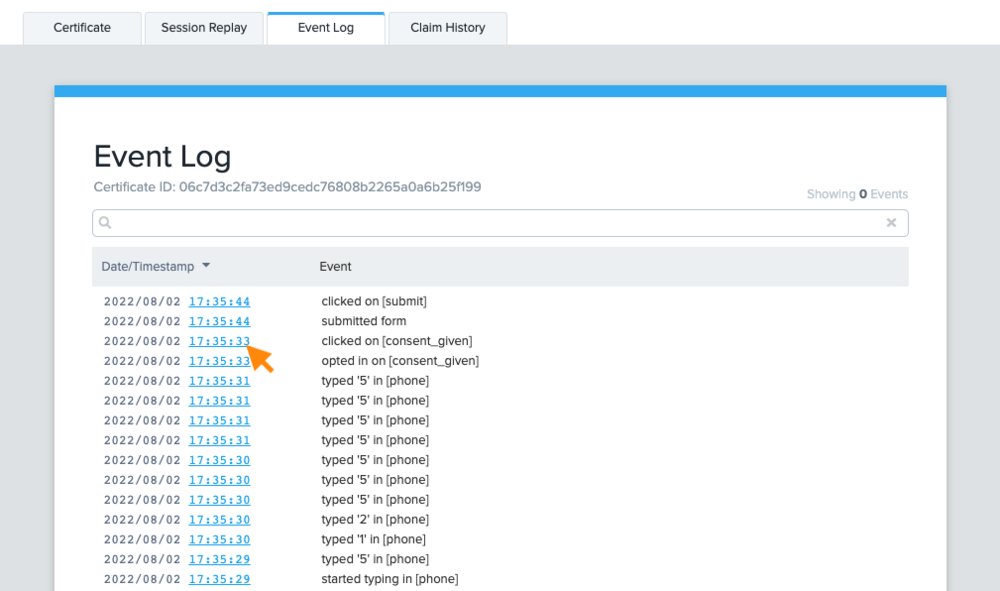 Certificate Session Replay Event Log Claim History
Event Log
Certificate ID: 06c7d3c2fa73ed9cedc76808b2265a0a6b25f199
Showing 0 Events
Date/Timestamp Event
2022/08/02 17:35:44 clicked on [submit]
2022/08/02 17:35:44 submitted form
2022/08/02 17:35:33 clicked on [consent_given]
2022/08/02 17:35:33 opted in on [consent_given]
2022/08/02 17:35:31 typed '5' in [phone]
2022/08/02 17:35:31 typed '5' in [phone]
2022/08/02 17:35:31 typed '5' in [phone]
2022/08/02 17:35:31 typed '5' in [phone]
2022/08/02 17:35:30 typed '5' in [phone]
2022/08/02 17:35:30 typed '5' in [phone]
2022/08/02 17:35:30 typed '5' in [phone]
2022/08/02 17:35:30 typed '2' in [phone]
2022/08/02 17:35:30 typed '1' in [phone]
2022/08/02 17:35:29 typed '5' in [phone]
2022/08/02 17:35:29 started typing in [phone]